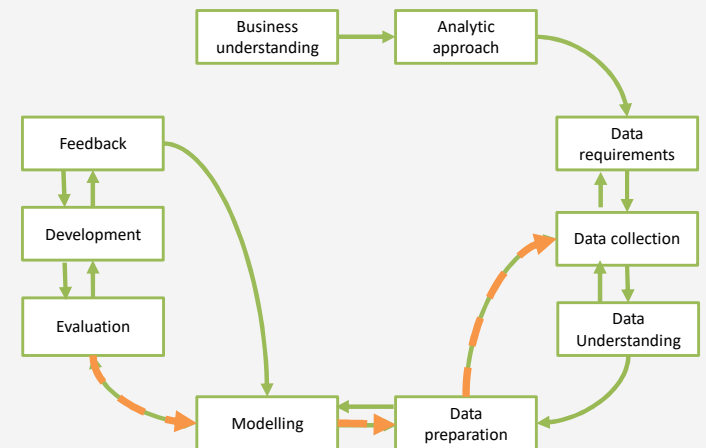 Business
understanding
Analytic
approach
Feedback
Data
requirements
Development
Data collection
Evaluation
Data
Understanding
Modelling
Data
preparation